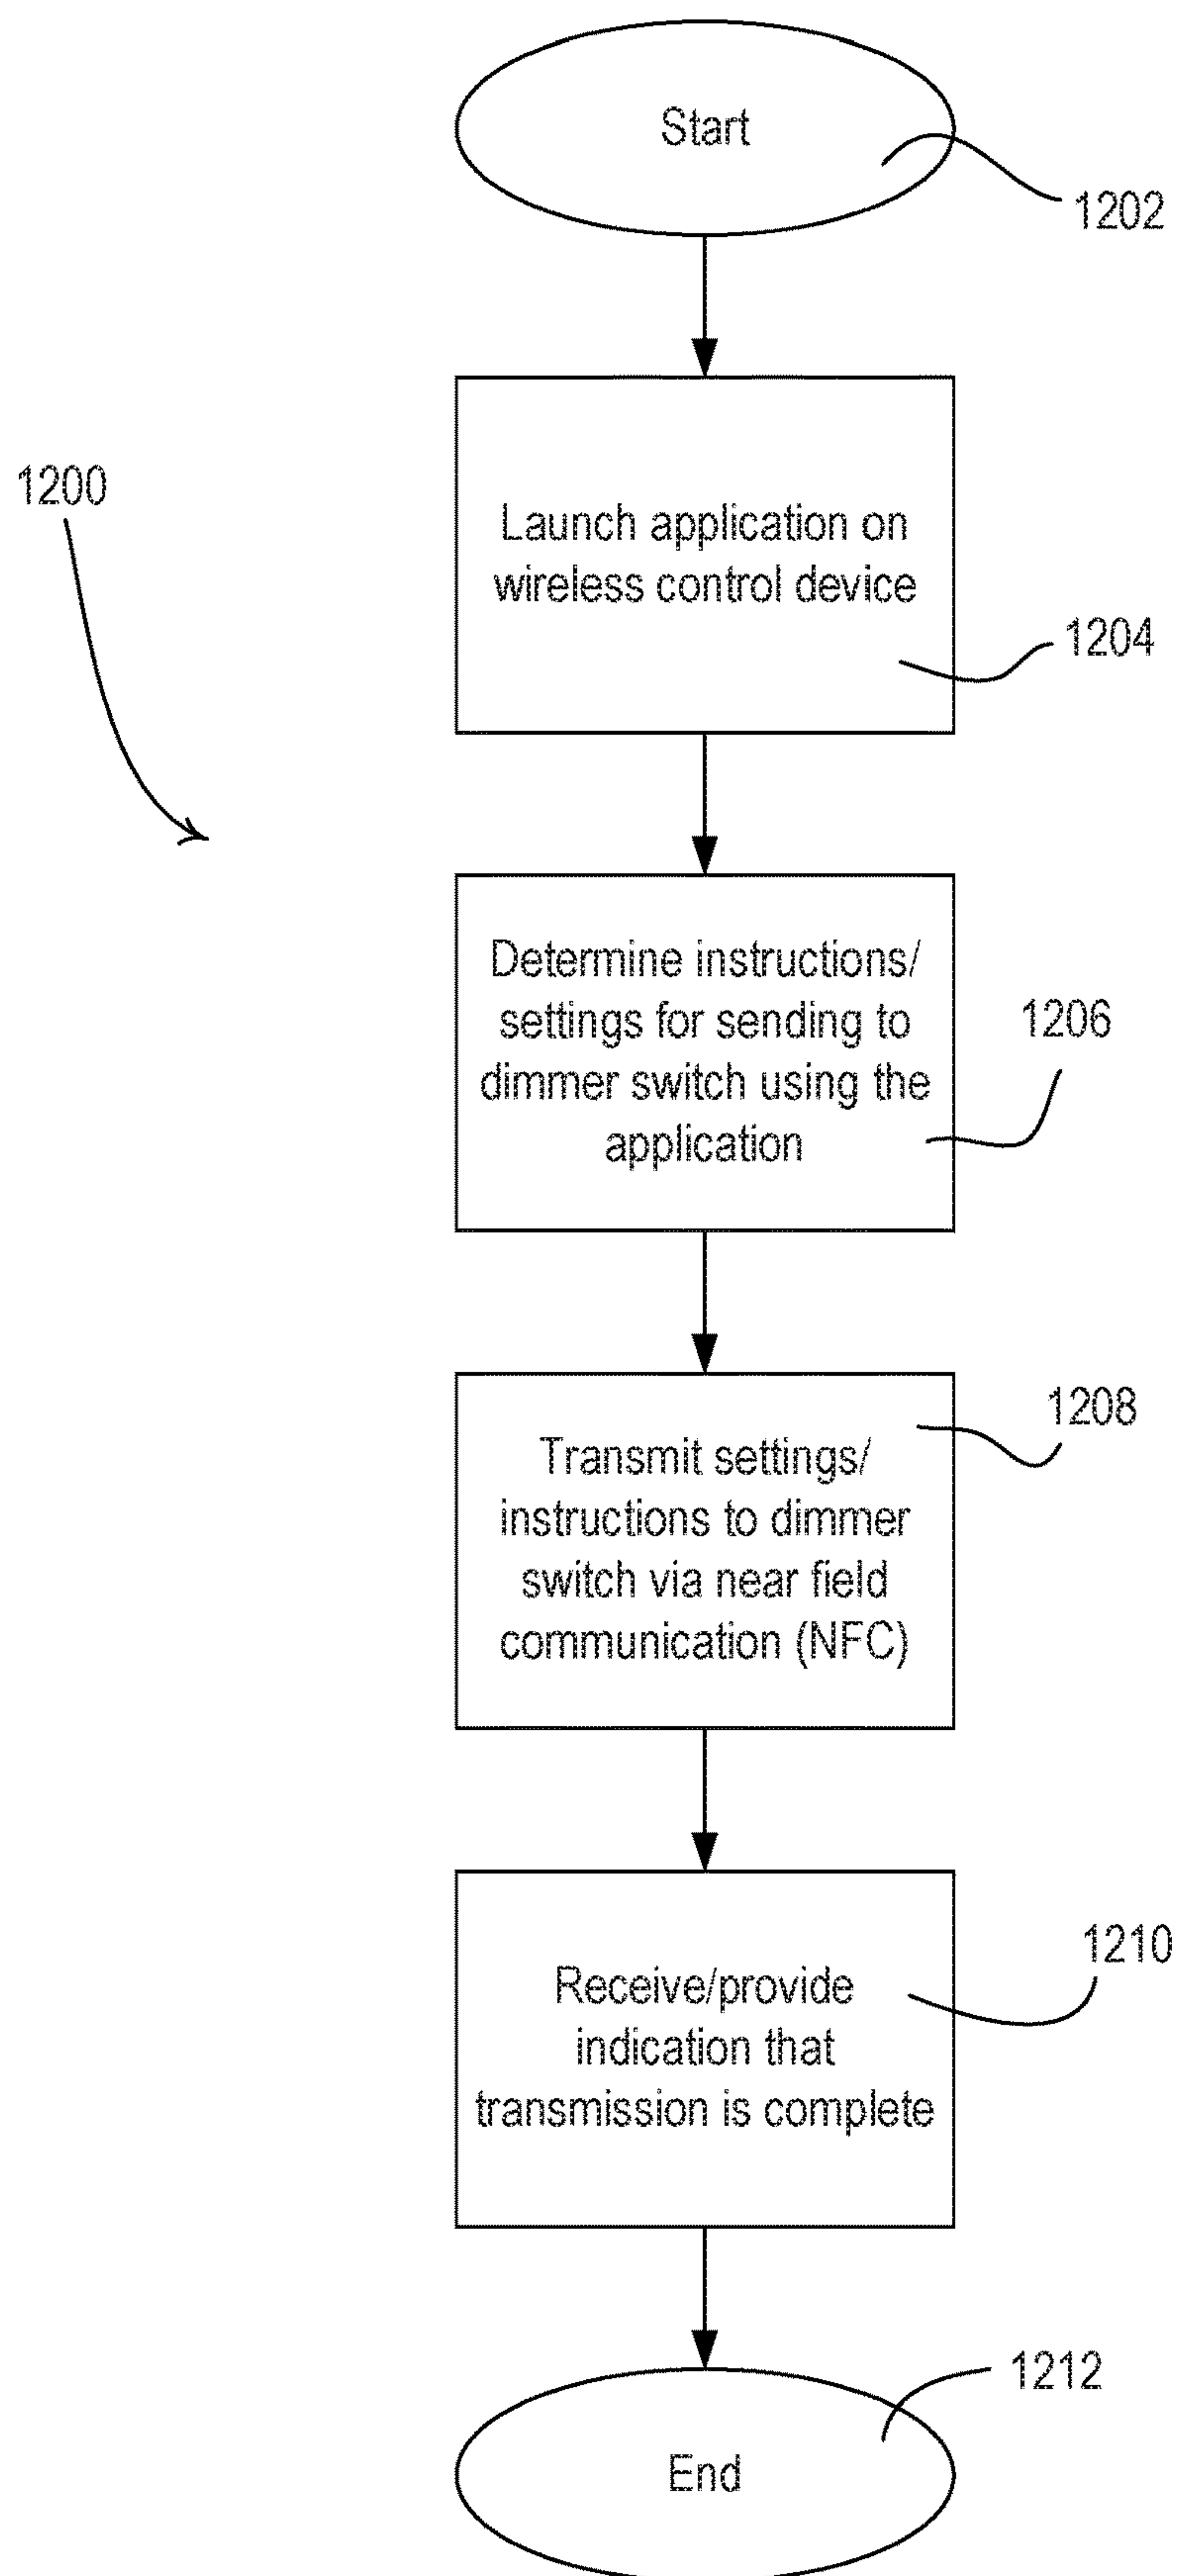 Start
1202
1200
Launch application on
wireless control device
1204
Determine instructions/
settings for sending to
dimmer switch using the
application
1206
1208
Transmit settings/
instructions to dimmer
switch via near field
communication (NFC)
1210
Receive/provide
indication that
transmission is complete
1212
End